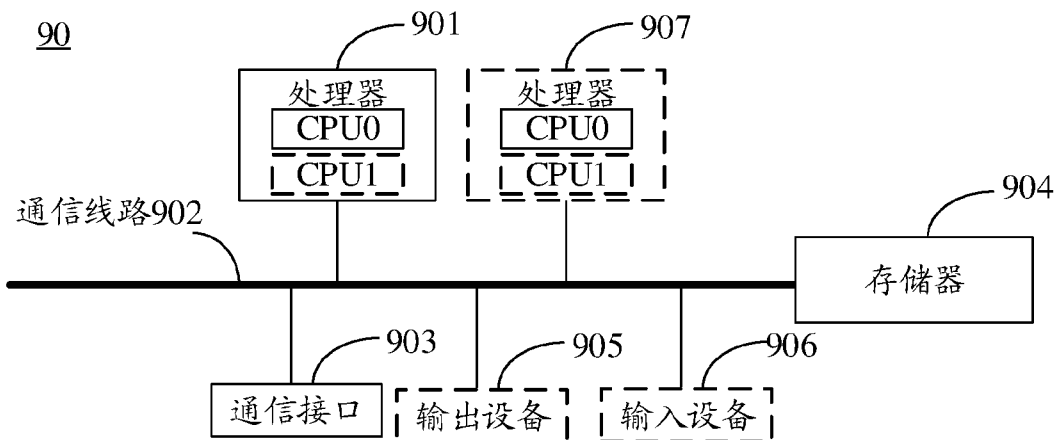 90
901
907
处理器
CPU0
CPU1
处理器
CPU0
CPU1
通信线路902
904
存储器
903
905
906
通信接口
输出设备
输入设备